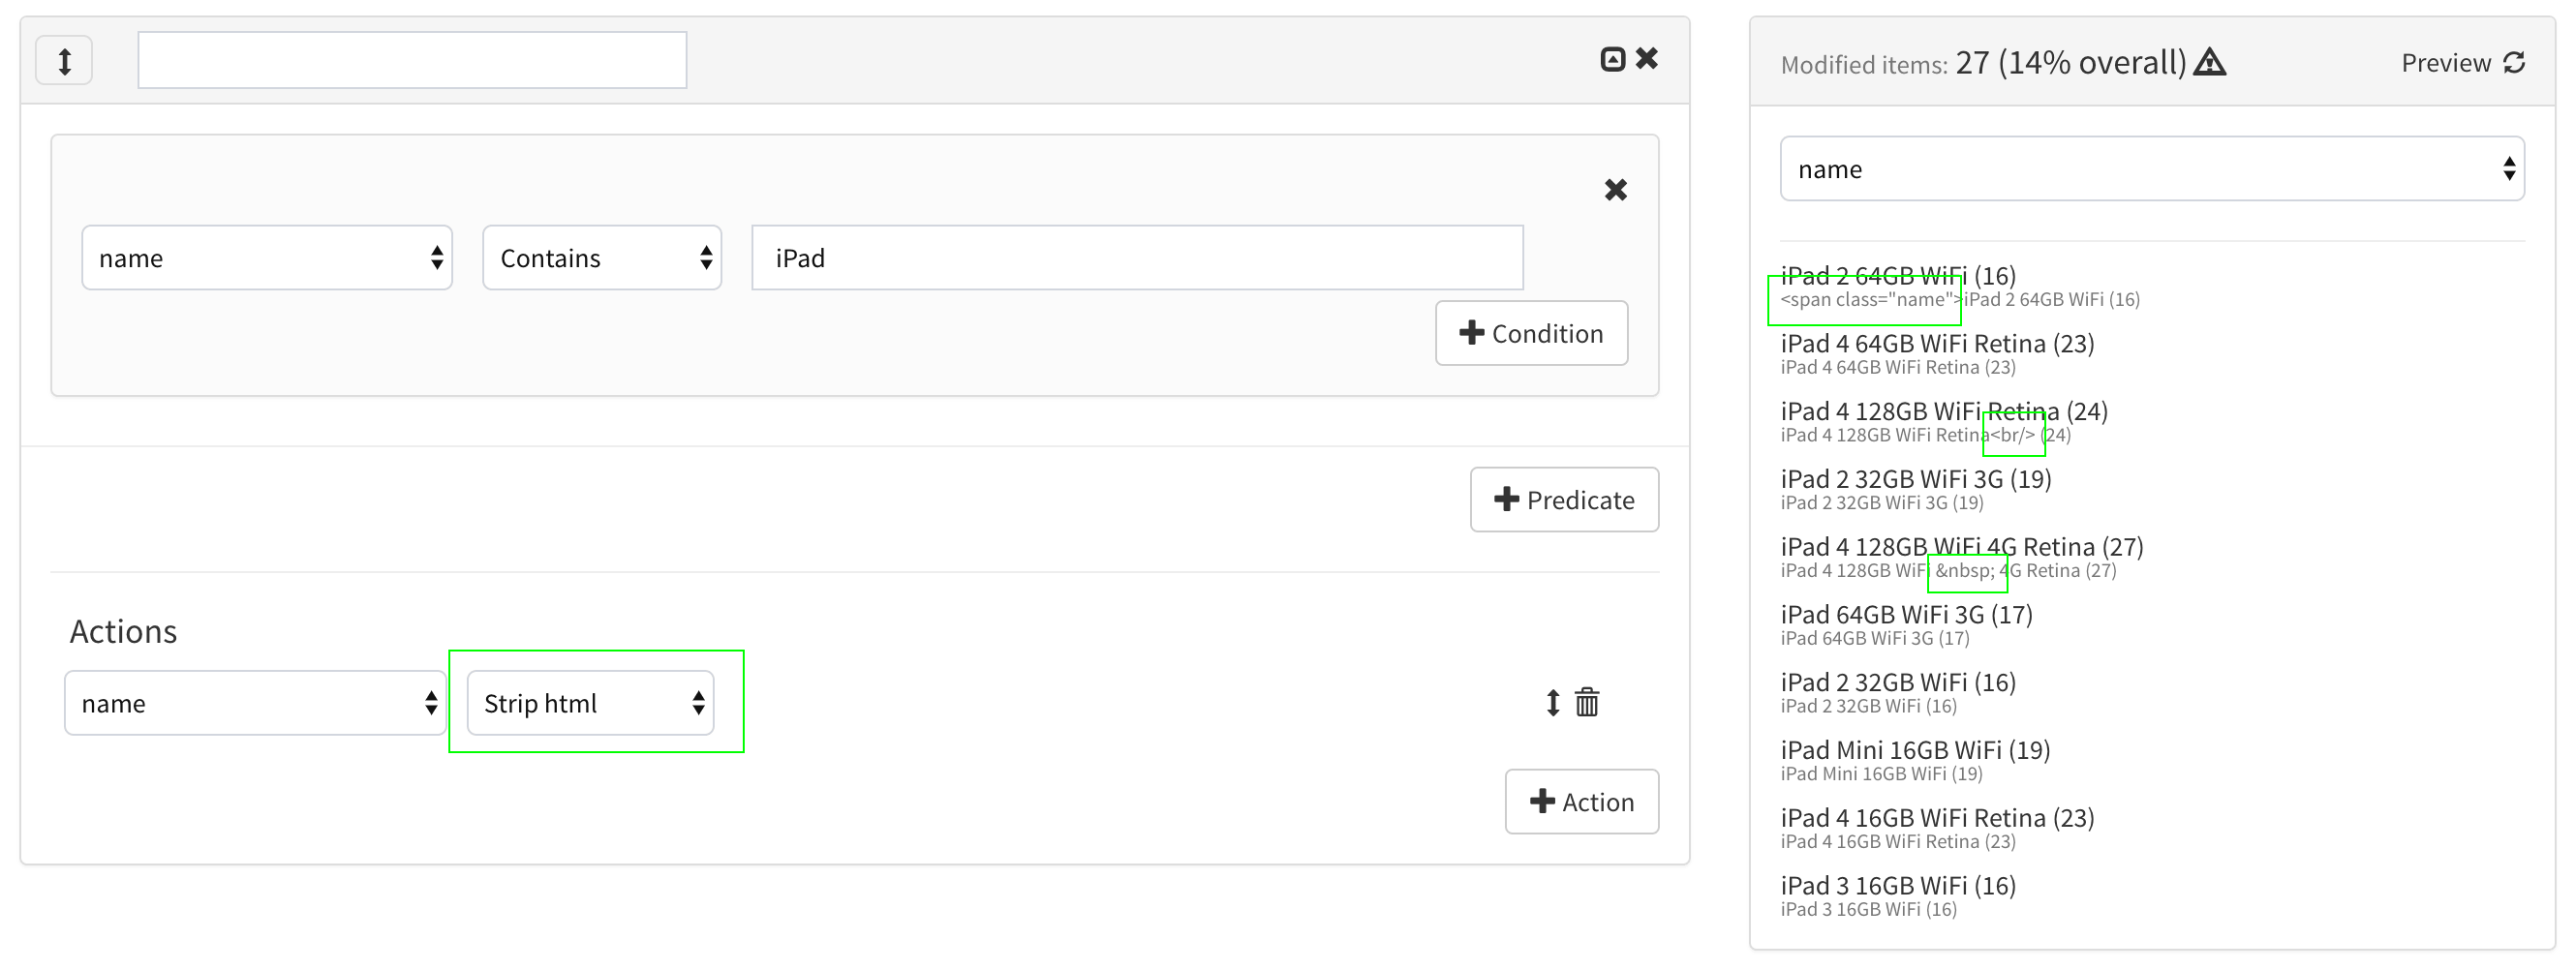 name
Contains
iPad
Condition
Predicate
Actions
name
Strip html
Action
Modified items: 27 (14% overall)
Preview
name
iPad 2 64GB WiFi (16)
<span class="name">iPad 2 64GB WiFi (16)
iPad 4 64GB WiFi Retina (23)
iPad 4 64GB WiFi Retina (23)
iPad 4 128GB WiFi Retina (24)
iPad 4 128GB WiFi Retina<br/> (24)
iPad 2 32GB WiFi 3G (19)
iPad 2 32GB WiFi 3G (19)
iPad 4 128GB WiFi 4G Retina (27)
iPad 4 128GB WiFi &nbsp; 4G Retina (27)
iPad 64GB WiFi 3G (17)
iPad 64GB WiFi 3G (17)
iPad 2 32GB WiFi (16)
iPad 2 32GB WiFi (16)
iPad Mini 16GB WiFi (19)
iPad Mini 16GB WiFi (19)
iPad 4 16GB WiFi Retina (23)
iPad 4 16GB WiFi Retina (23)
iPad 3 16GB WiFi (16)
iPad 3 16GB WiFi (16)